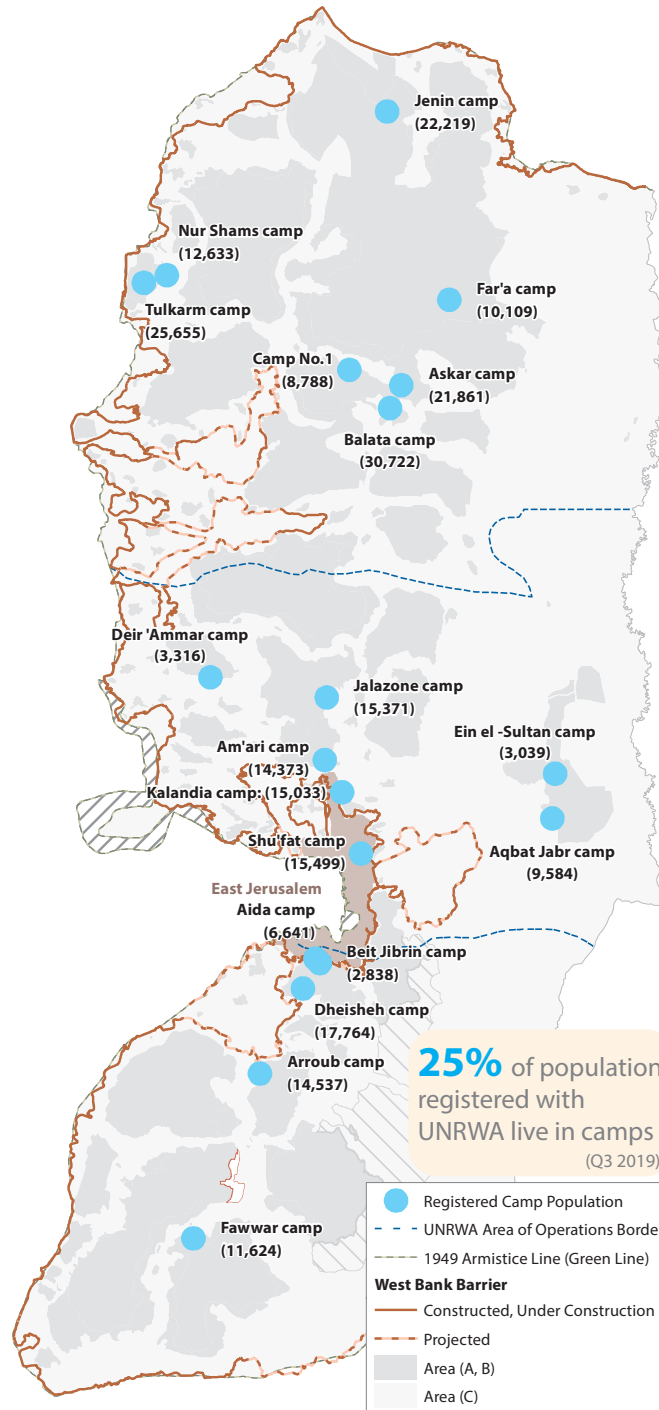 Jenin camp
(22,219)
Nur Shams camp
(12,633)
Tulkarm camp
(25,655)
Far'a camp
(10,109)
Camp No.1
(8,788)
Askar camp
(21,861)
Balata camp
(30,722)
Deir 'Ammar camp
(3,316)
Jalazone camp
(15,371)
Ein el -Sultan camp
(3,039)
Am'ari camp
(14,373)
Kalandia camp: (15,033)
Shu'fat camp
(15,499)
Aqbat Jabr camp
(9,584)
East Jerusalem
Aida camp
(6,641)
Beit Jibrin camp
(2,838)
Dheisheh camp
(17,764)
Arroub camp
(14,537)
25% of population
registered with
UNRWA live in camps
(Q3 2019)
Fawwar camp
(11,624)
Registered Camp Population
UNRWA Area of Operations Borde
1949 Armistice Line (Green Line)
West Bank Barrier
Constructed, Under Construction
Projected
Area (A, B)
Area (C)